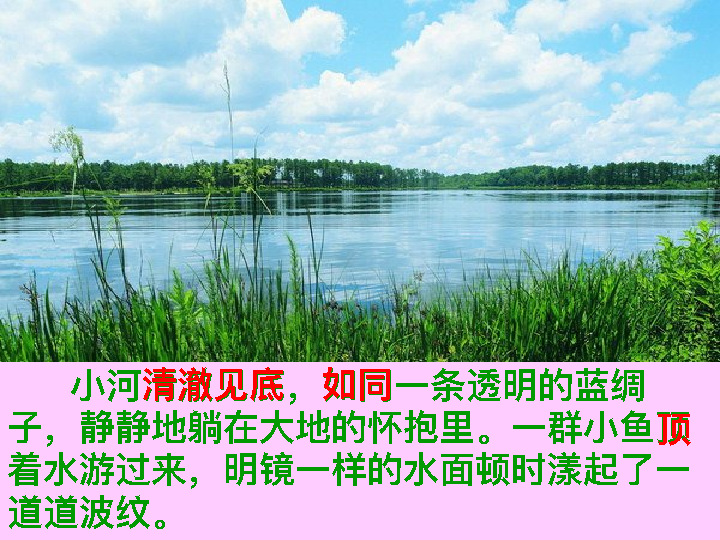 小河清澈见底，如同一条透明的蓝绸
子，静静地躺在大地的怀抱里。一群小鱼顶
着水游过来，明镜一样的水面顿时漾起了一
道道波纹。